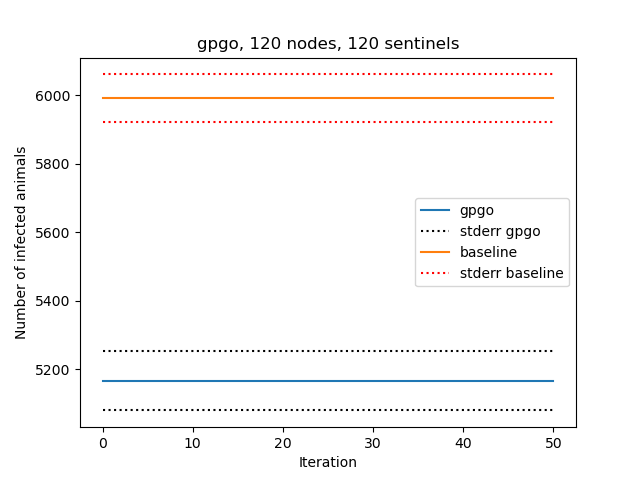 gpgo, 120 nodes, 120 sentinels
Number of infected animals
6000
5800
5600
5400
5200
gpgo
stderr gpgo
baseline
stderr baseline
0 10 20 30 40 50
Iteration